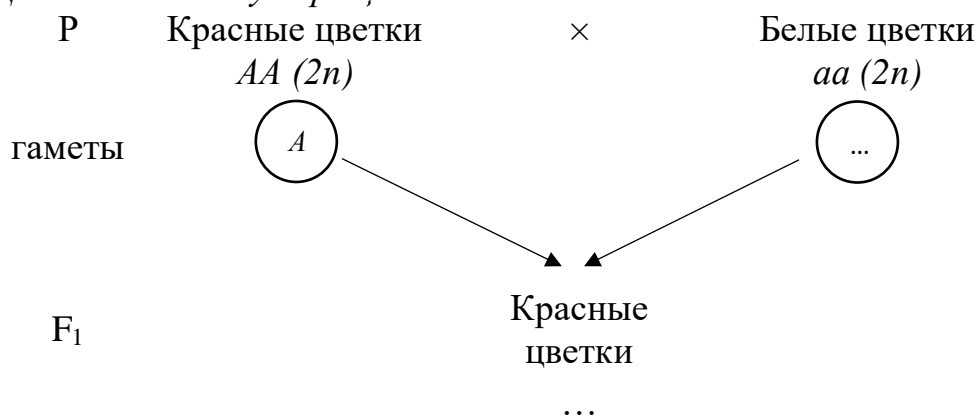 P Красные цветки × Белые цветки
AA (2n) aa (2n)
гаметы A ...
Красные
F₁
цветки
...